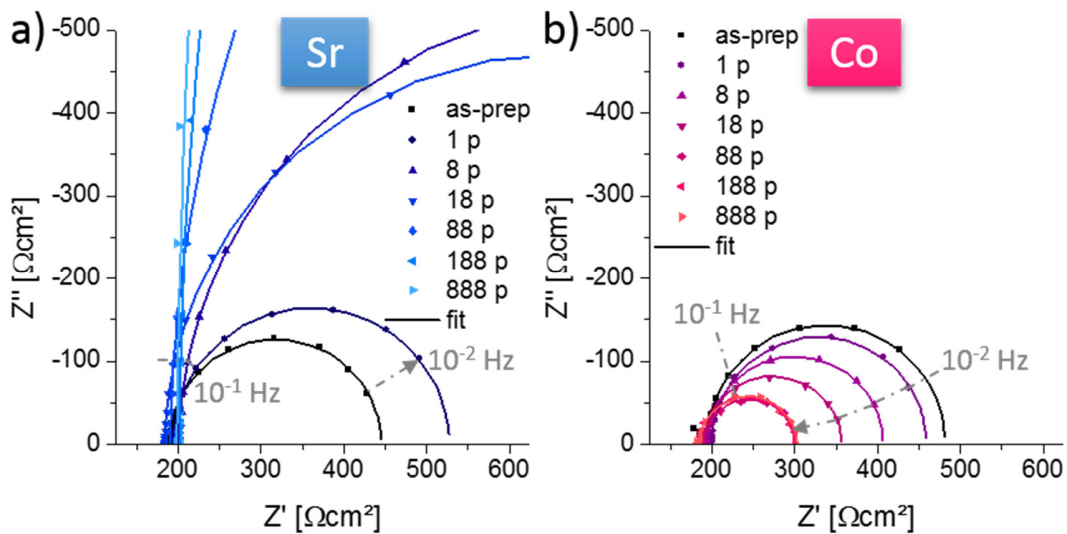 a)
Sr
-500
-400
-300
-200
-100
0
Z'' [Ωcm²]
as-prep
1 p
8 p
18 p
88 p
188 p
888 p
fit
10⁻¹ Hz
10⁻² Hz
200 300 400 500 600
Z' [Ωcm²]
b)
Co
-500
-400
-300
-200
-100
0
Z'' [Ωcm²]
as-prep
1 p
8 p
18 p
88 p
188 p
888 p
fit
10⁻¹ Hz
10⁻² Hz
200 300 400 500 600
Z' [Ωcm²]